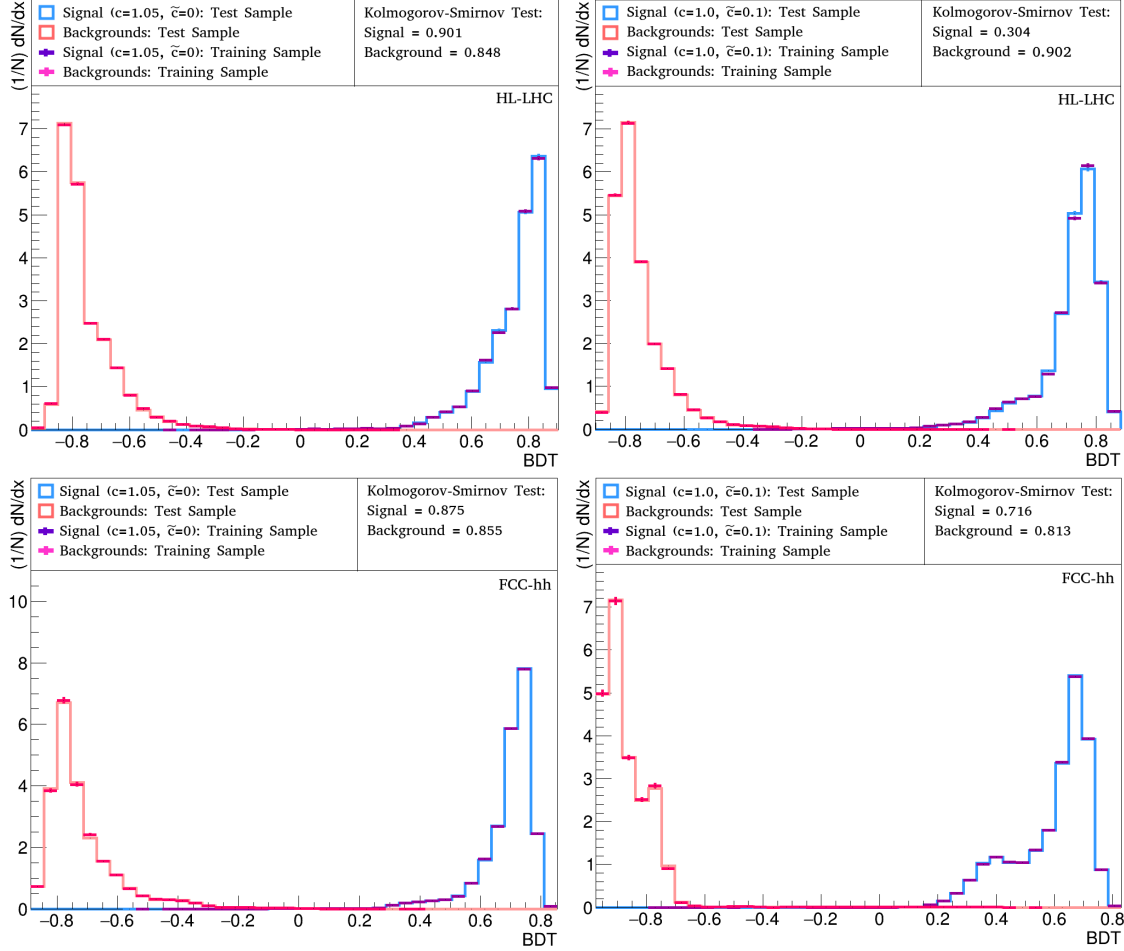 Signal (c=1.05, c̃=0): Test Sample
Backgrounds: Test Sample
Signal (c=1.05, c̃=0): Training Sample
Backgrounds: Training Sample
Kolmogorov-Smirnov Test:
Signal = 0.901
Background = 0.848
(1/N) dN/dx
HL-LHC
7
6
5
4
3
2
1
0
−0.8 −0.6 −0.4 −0.2 0 0.2 0.4 0.6 0.8
BDT
Signal (c=1.0, c̃=0.1): Test Sample
Backgrounds: Test Sample
Signal (c=1.0, c̃=0.1): Training Sample
Backgrounds: Training Sample
Kolmogorov-Smirnov Test:
Signal = 0.304
Background = 0.902
(1/N) dN/dx
HL-LHC
7
6
5
4
3
2
1
0
−0.8 −0.6 −0.4 −0.2 0 0.2 0.4 0.6 0.8
BDT
Signal (c=1.05, c̃=0): Test Sample
Backgrounds: Test Sample
Signal (c=1.05, c̃=0): Training Sample
Backgrounds: Training Sample
Kolmogorov-Smirnov Test:
Signal = 0.875
Background = 0.855
(1/N) dN/dx
FCC-hh
10
8
6
4
2
0
−0.8 −0.6 −0.4 −0.2 0 0.2 0.4 0.6 0.8
BDT
Signal (c=1.0, c̃=0.1): Test Sample
Backgrounds: Test Sample
Signal (c=1.0, c̃=0.1): Training Sample
Backgrounds: Training Sample
Kolmogorov-Smirnov Test:
Signal = 0.716
Background = 0.813
(1/N) dN/dx
FCC-hh
7
6
5
4
3
2
1
0
−0.8 −0.6 −0.4 −0.2 0 0.2 0.4 0.6 0.8
BDT